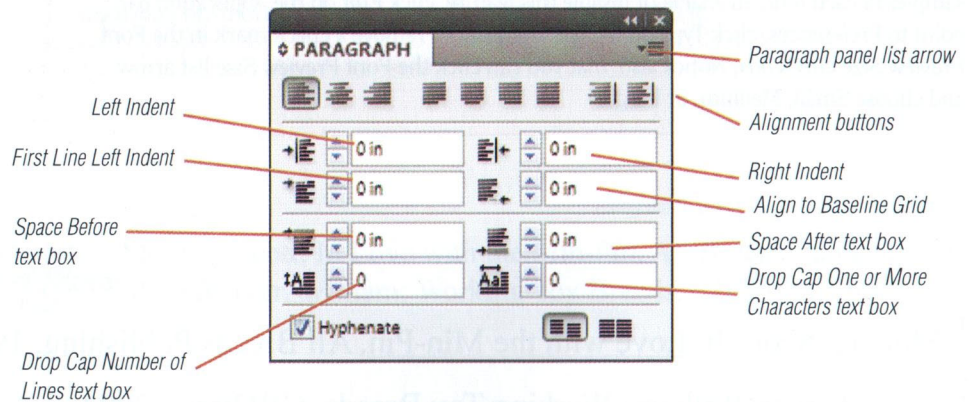 PARAGRAPH
Paragraph panel list arrow
Left Indent
Alignment buttons
First Line Left Indent
0 in
0 in
Right Indent
0 in
0 in
Align to Baseline Grid
Space Before
text box
0 in
0 in
Space After text box
0
0
Drop Cap One or More
Characters text box
Hyphenate
Drop Cap Number of
Lines text box